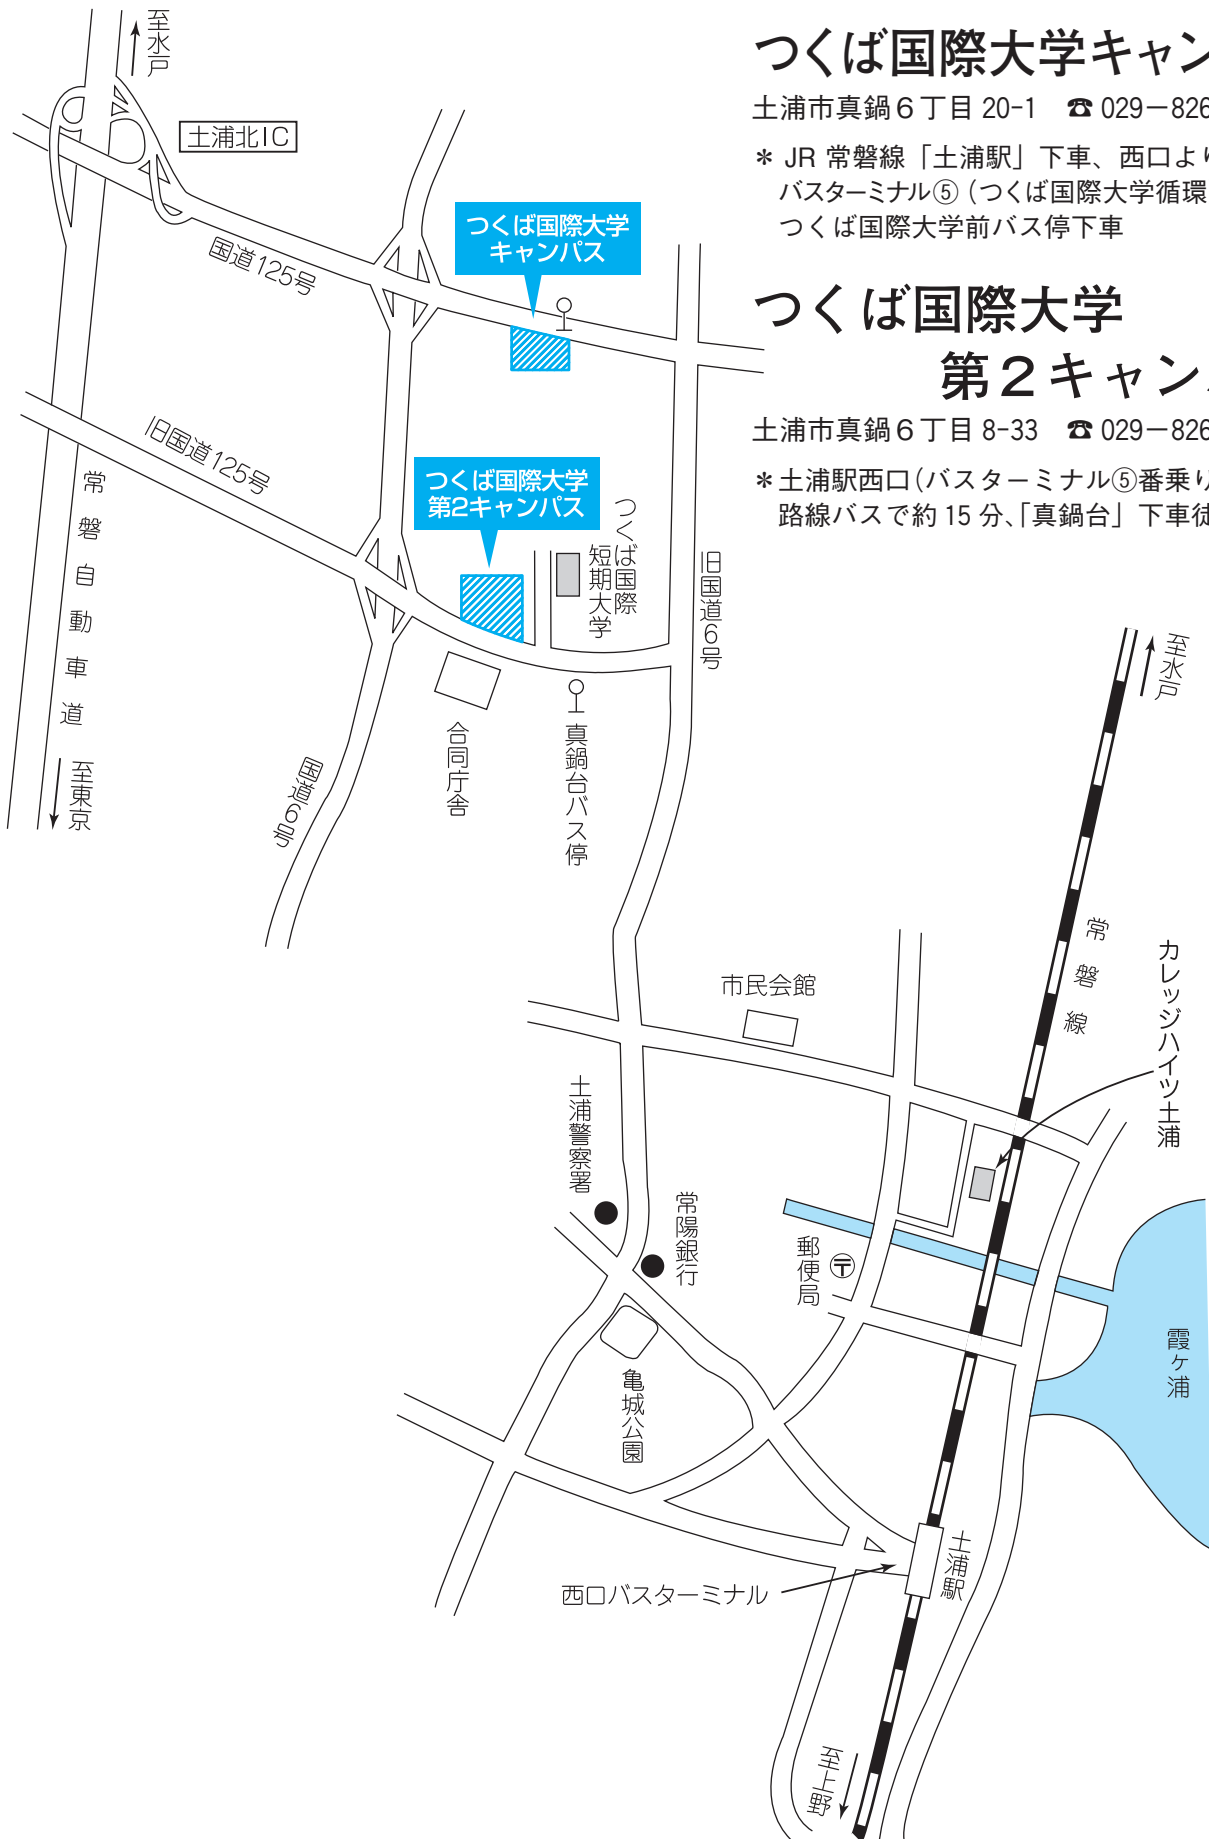 つくば国際大学キャン
土浦市真鍋6丁目20-1 ☎029－826
＊JR常磐線「土浦駅」下車、西口より
バスターミナル⑤（つくば国際大学循環
つくば国際大学前バス停下車
つくば国際大学
第2キャン
土浦市真鍋6丁目8-33 ☎029－826
＊土浦駅西口（バスターミナル⑤番乗り
路線バスで約15分、「真鍋台」下車徒
至水戸
土浦北IC
国道125号
つくば国際大学
キャンパス
旧国道125号
つくば国際大学
第2キャンパス
つくば国際
短期大学
旧国道6号
常磐自動車道
至東京
国道6号
合同庁舎
真鍋台バス停
至水戸
常磐線
カレッジハイツ土浦
市民会館
土浦警察署
常陽銀行
郵便局
〒
霞ヶ浦
亀城公園
土浦駅
西口バスターミナル
至上野